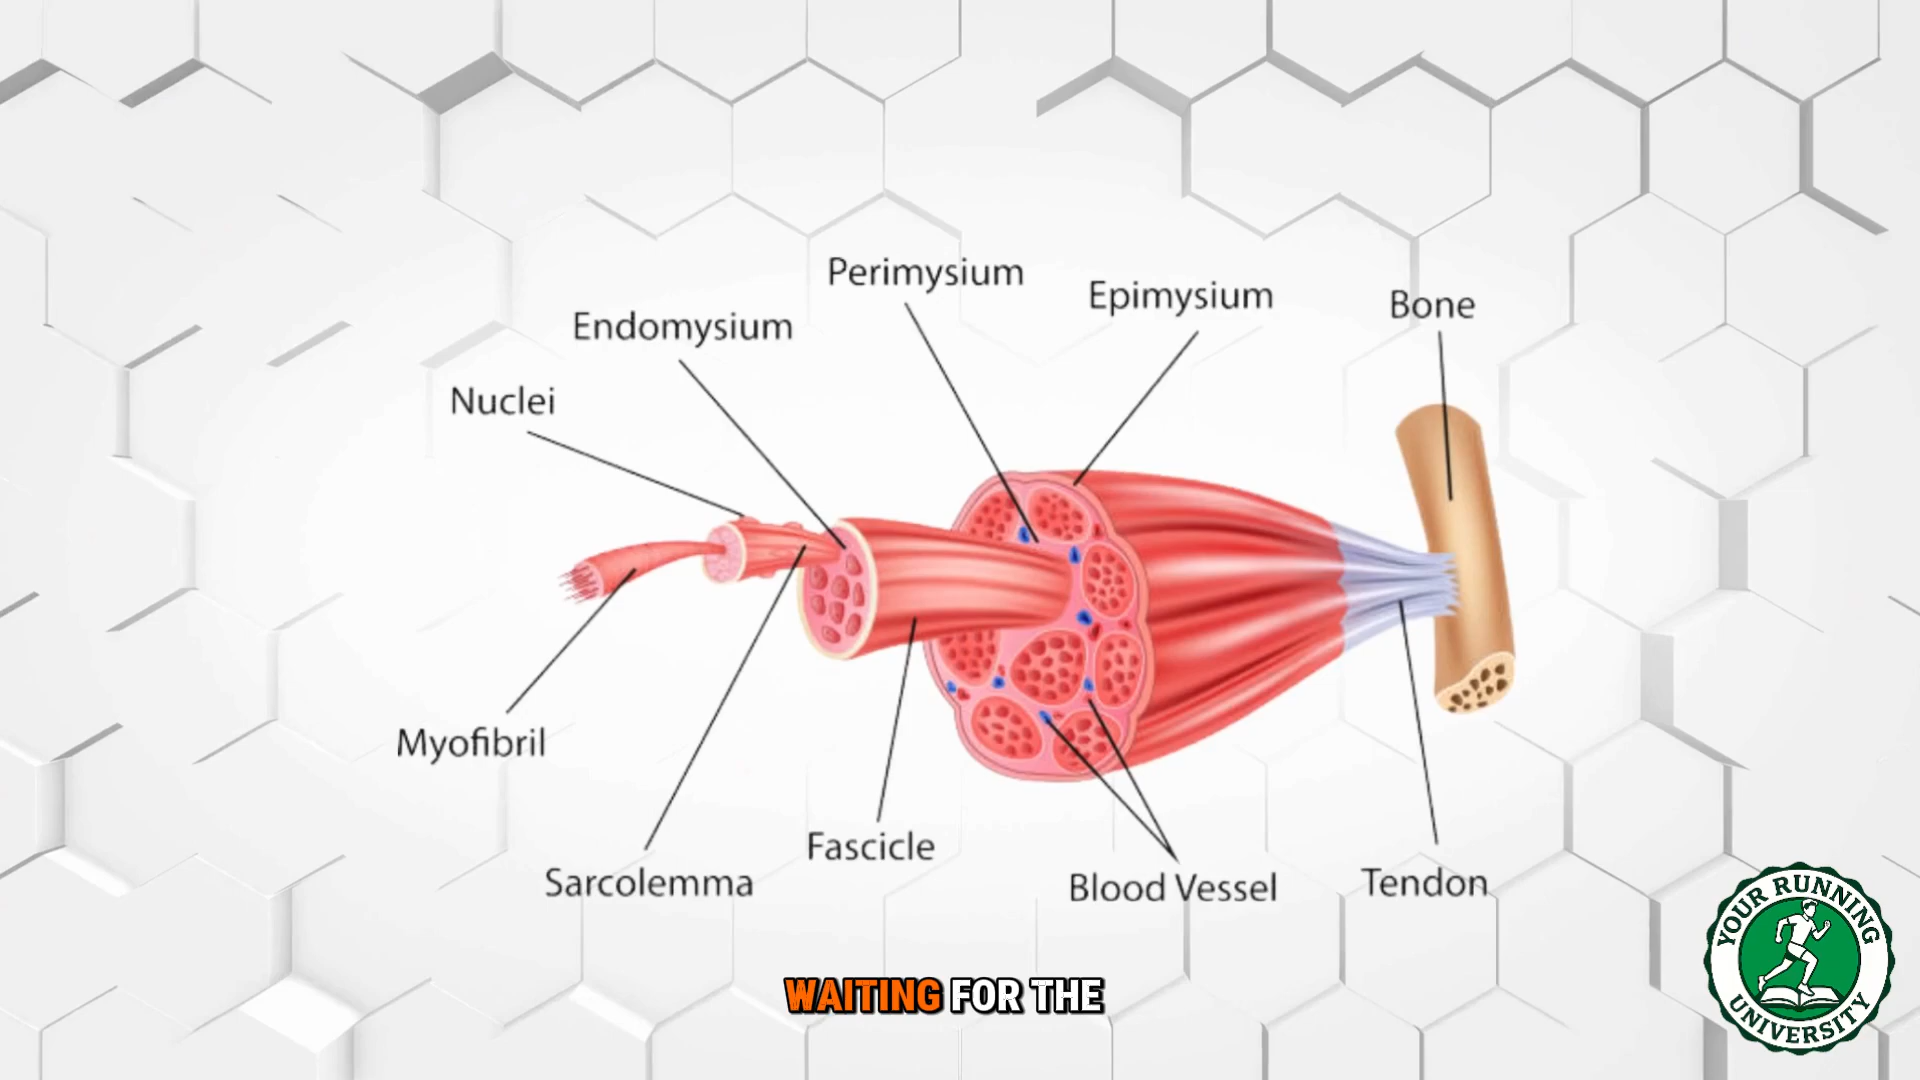 Perimysium
Epimysium
Bone
Endomysium
Nuclei
Myofibril
Fascicle
Sarcolemma
Blood Vessel
Tendon
YOUR RUNNING
UNIVERSITY
WAITING FOR THE